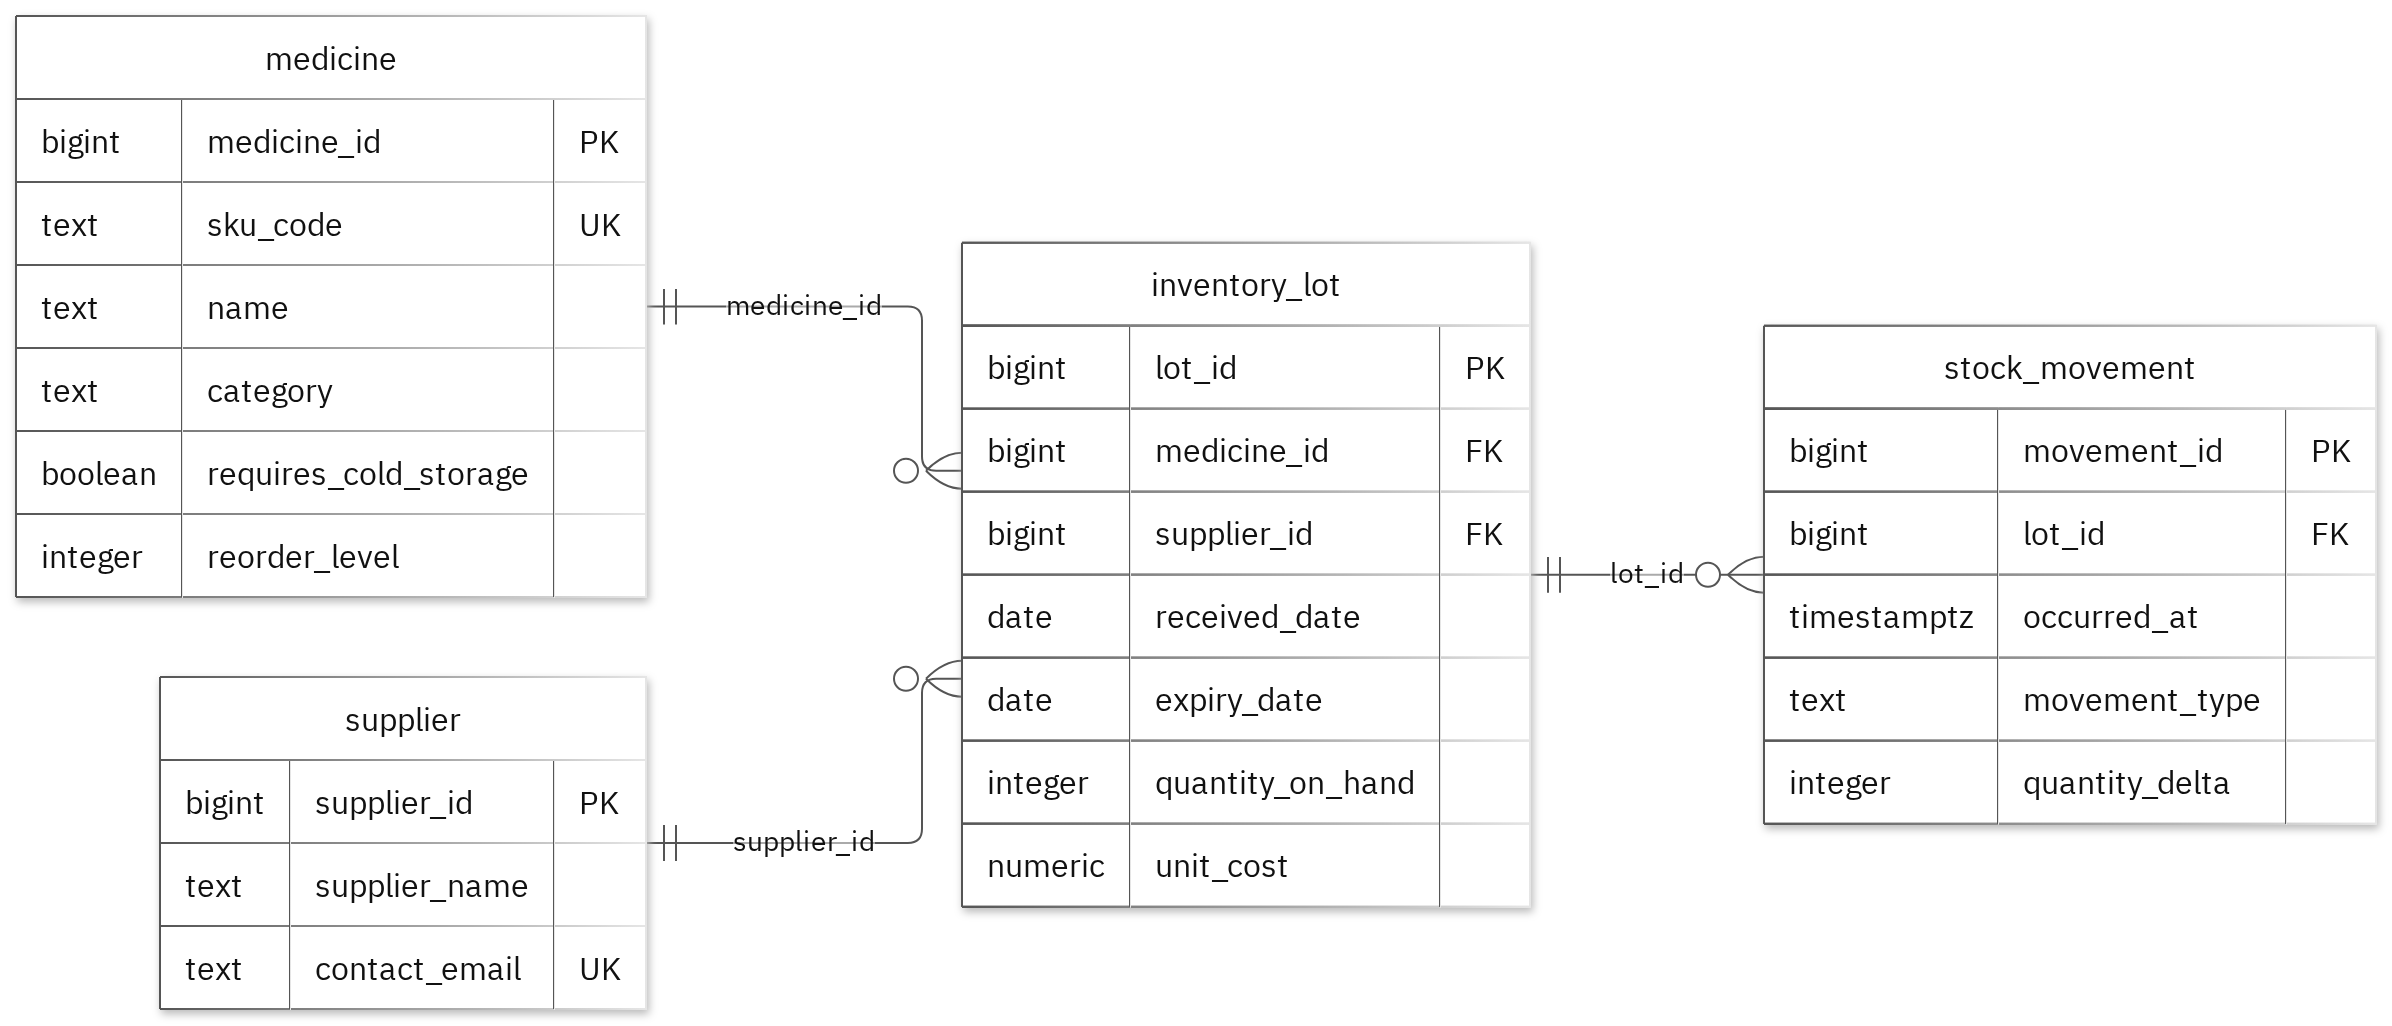 medicine
bigint medicine_id PK
text sku_code UK
text name
text category
boolean requires_cold_storage
integer reorder_level
medicine_id
supplier
bigint supplier_id PK
text supplier_name
text contact_email UK
supplier_id
inventory_lot
bigint lot_id PK
bigint medicine_id FK
bigint supplier_id FK
date received_date
date expiry_date
integer quantity_on_hand
numeric unit_cost
lot_id
stock_movement
bigint movement_id PK
bigint lot_id FK
timestamptz occurred_at
text movement_type
integer quantity_delta